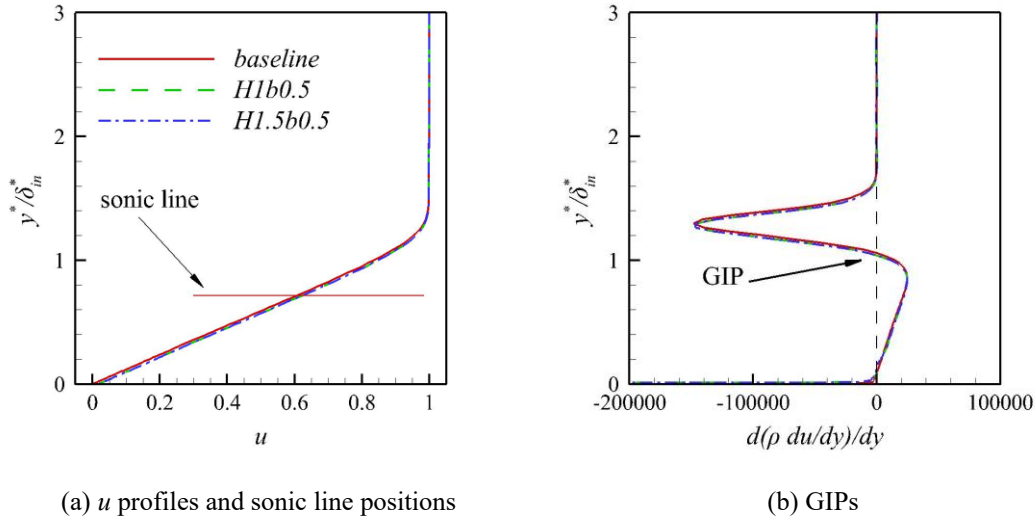 3
2
1
0
y*/δ*in
baseline
H1b0.5
H1.5b0.5
sonic line
0 0.2 0.4 0.6 0.8 1
u
3
2
1
0
y*/δ*in
GIP
-200000 -100000 0 100000
d(ρ du/dy)/dy
(a) u profiles and sonic line positions
(b) GIPs